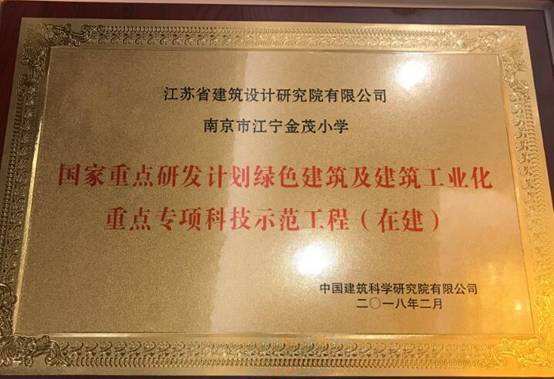 江苏省建筑设计研究院有限公司
南京市江宁金茂小学
国家重点研发计划绿色建筑及建筑工业化
重点专项科技示范工程（在建）
中国建筑科学研究院有限公司
二〇一八年二月